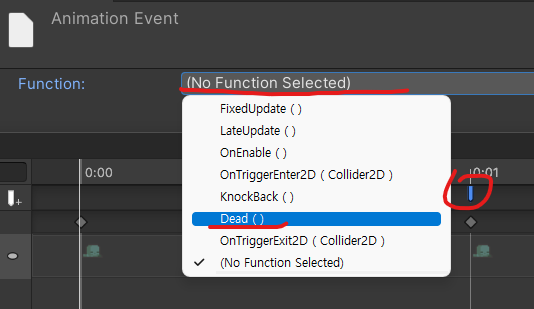 Animation Event
Function:
(No Function Selected)
FixedUpdate ( )
LateUpdate ( )
OnEnable ( )
OnTriggerEnter2D ( Collider2D )
KnockBack ( )
Dead ( )
OnTriggerExit2D ( Collider2D )
(No Function Selected)
0:00
0:01